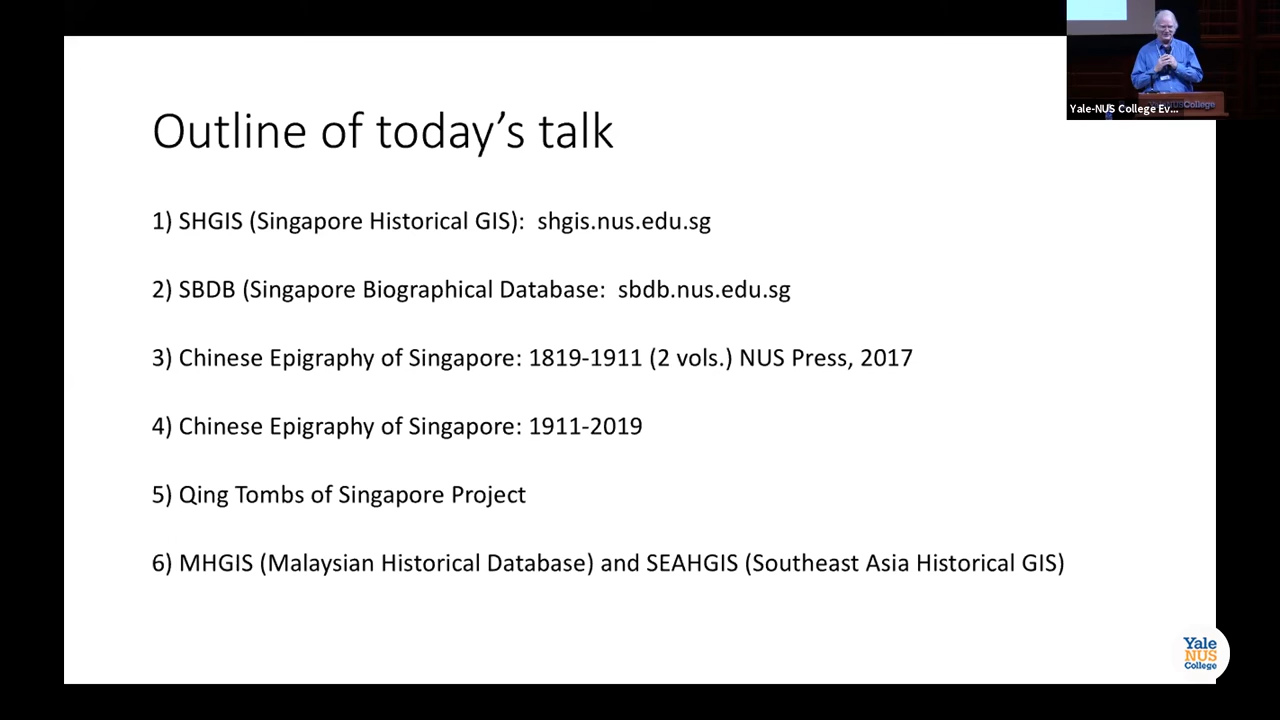 Outline of today's talk
1) SHGIS (Singapore Historical GIS):  shgis.nus.edu.sg
2) SBDB (Singapore Biographical Database:  sbdb.nus.edu.sg
3) Chinese Epigraphy of Singapore: 1819-1911 (2 vols.) NUS Press, 2017
4) Chinese Epigraphy of Singapore: 1911-2019
5) Qing Tombs of Singapore Project
6) MHGIS (Malaysian Historical Database) and SEAHGIS (Southeast Asia Historical GIS)
Yale-NUS College Ev...
Yale-NUS College
Yale
NUS
College